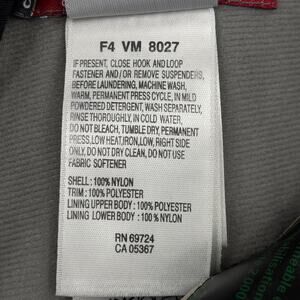 F4 VM 8027
IF PRESENT, CLOSE HOOK AND LOOP
FASTENER AND/OR REMOVE SUSPENDERS,
BEFORE LAUNDERING, MACHINE WASH,
WARM, PERMANENT PRESS CYCLE, IN MILD
POWDERED DETERGENT, WASH SEPARATELY,
RINSE THOROUGHLY, IN COLD WATER,
DO NOT BLEACH, TUMBLE DRY, PERMANENT
PRESS, LOW HEAT, IRON, LOW, RIGHT SIDE
ONLY, DO NOT DRY CLEAN, DO NOT USE
FABRIC SOFTENER
SHELL : 100% NYLON
TRIM : 100% POLYESTER
LINING UPPER BODY : 100% POLYESTER
LINING LOWER BODY : 100% NYLON
RN 69724
CA 05367